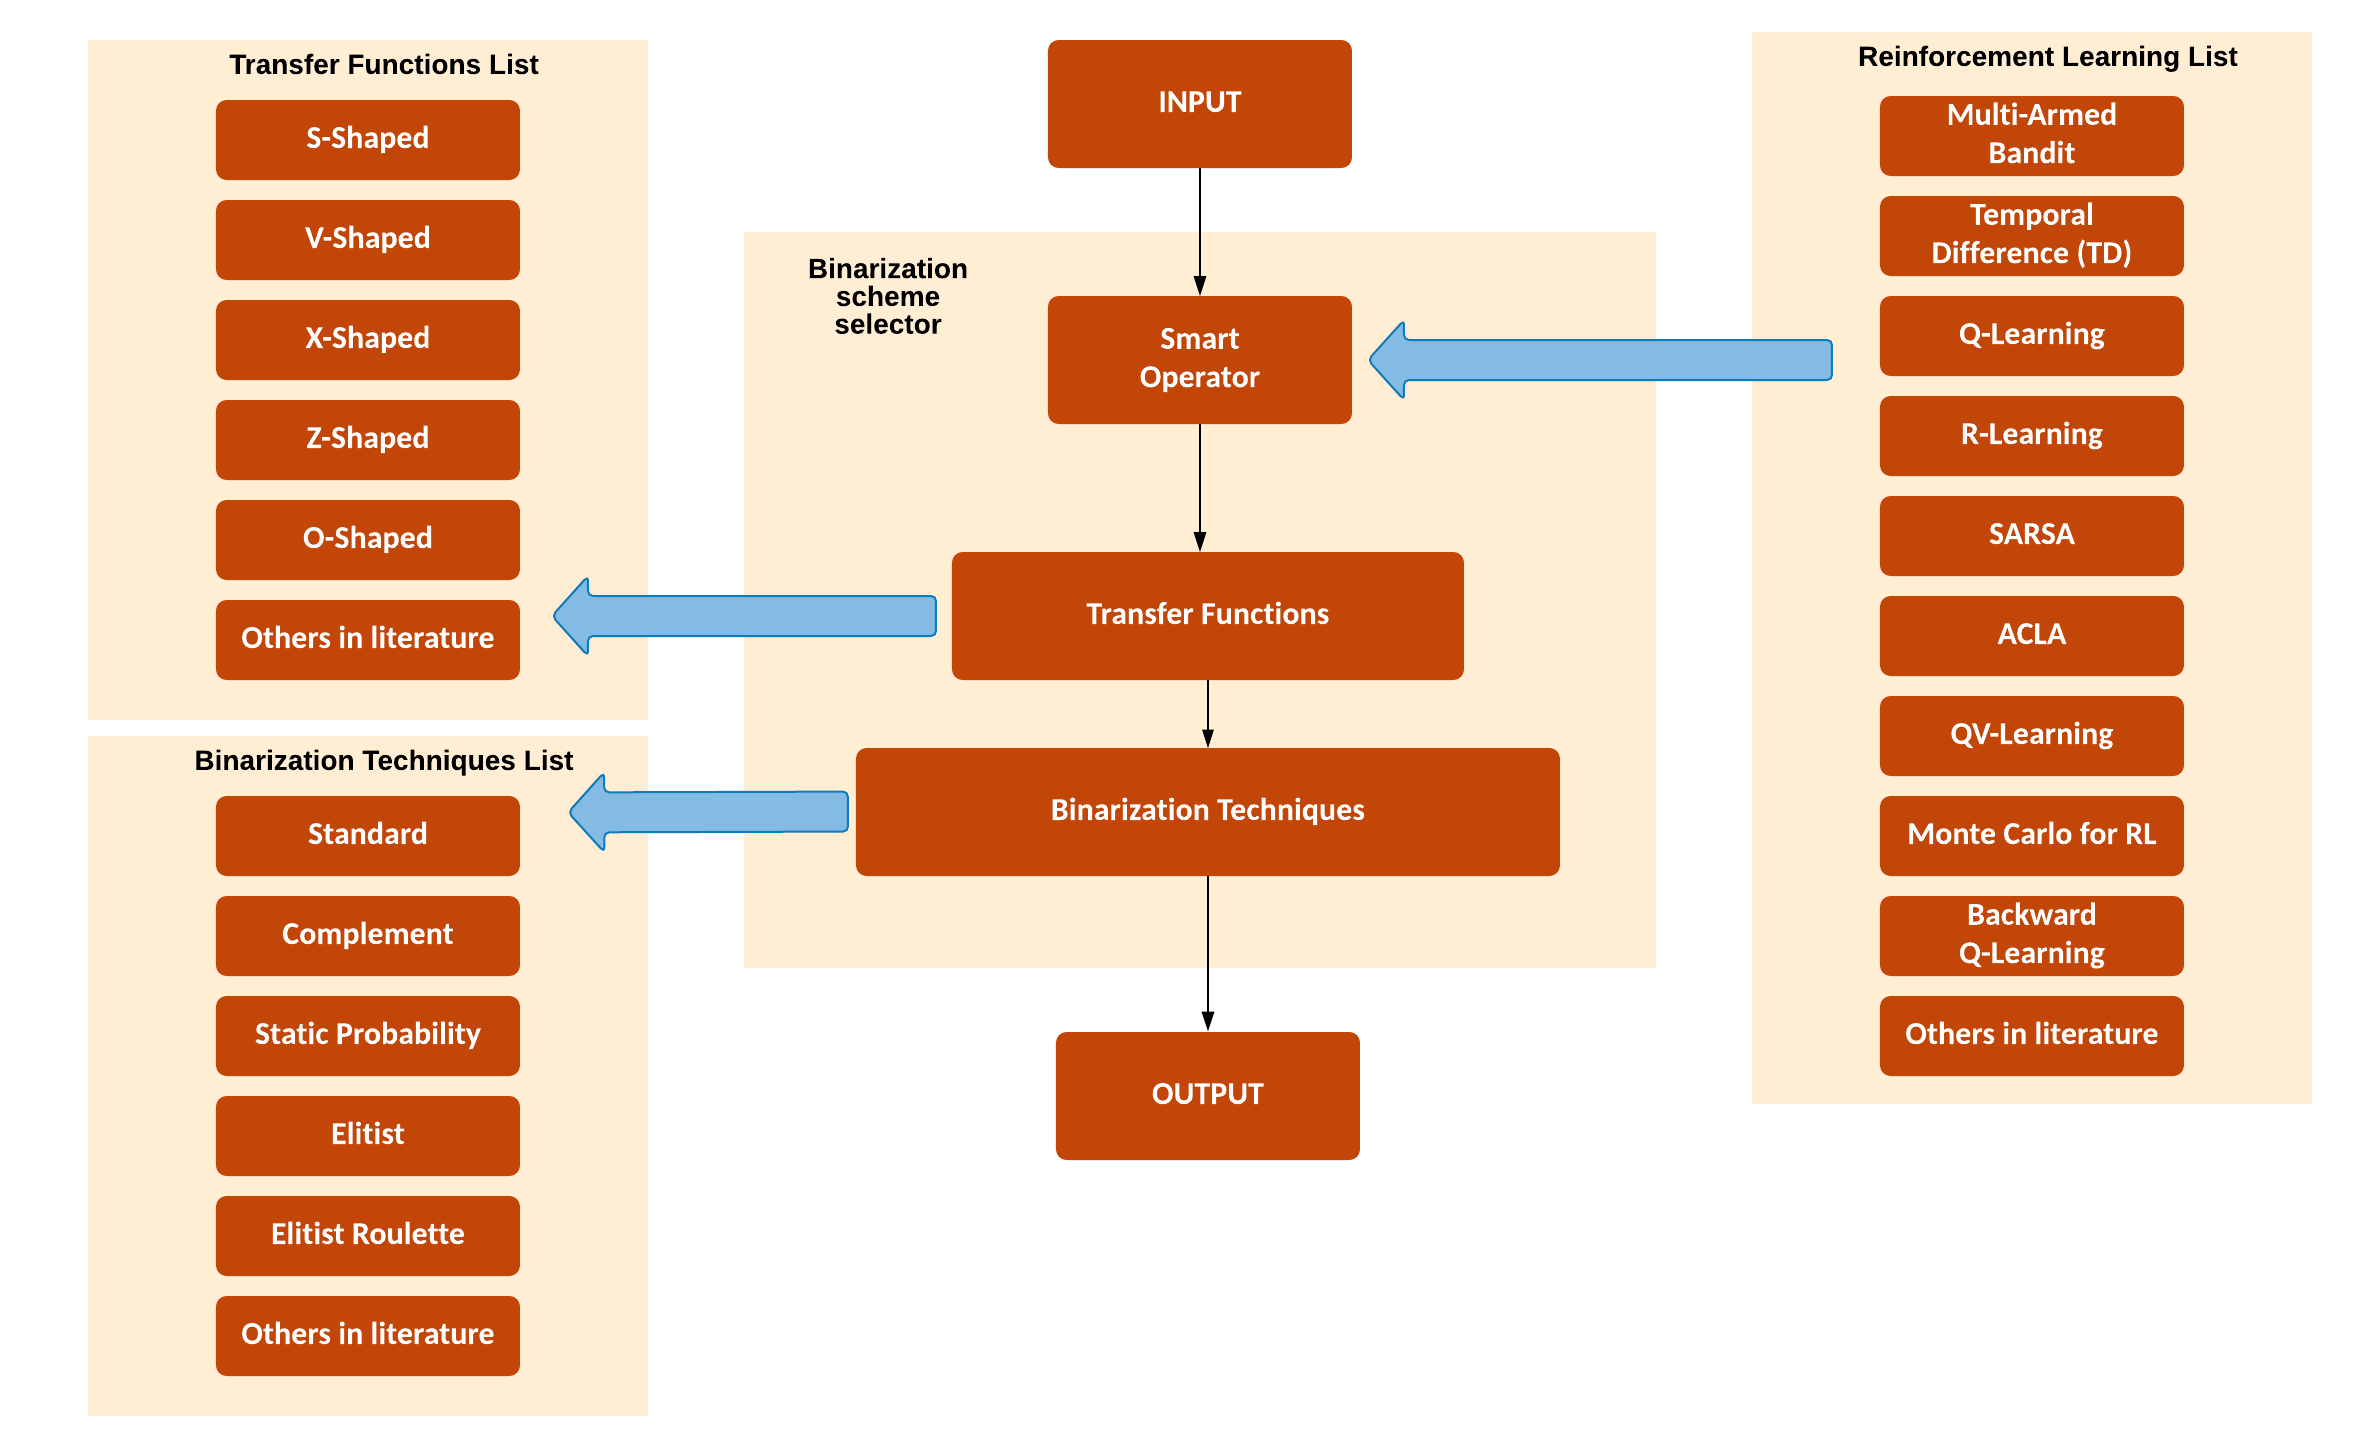 Transfer Functions List
S-Shaped
V-Shaped
X-Shaped
Z-Shaped
O-Shaped
Others in literature
Binarization Techniques List
Standard
Complement
Static Probability
Elitist
Elitist Roulette
Others in literature
INPUT
Binarization
scheme
selector
Smart
Operator
Transfer Functions
Binarization Techniques
OUTPUT
Reinforcement Learning List
Multi-Armed
Bandit
Temporal
Difference (TD)
Q-Learning
R-Learning
SARSA
ACLA
QV-Learning
Monte Carlo for RL
Backward
Q-Learning
Others in literature